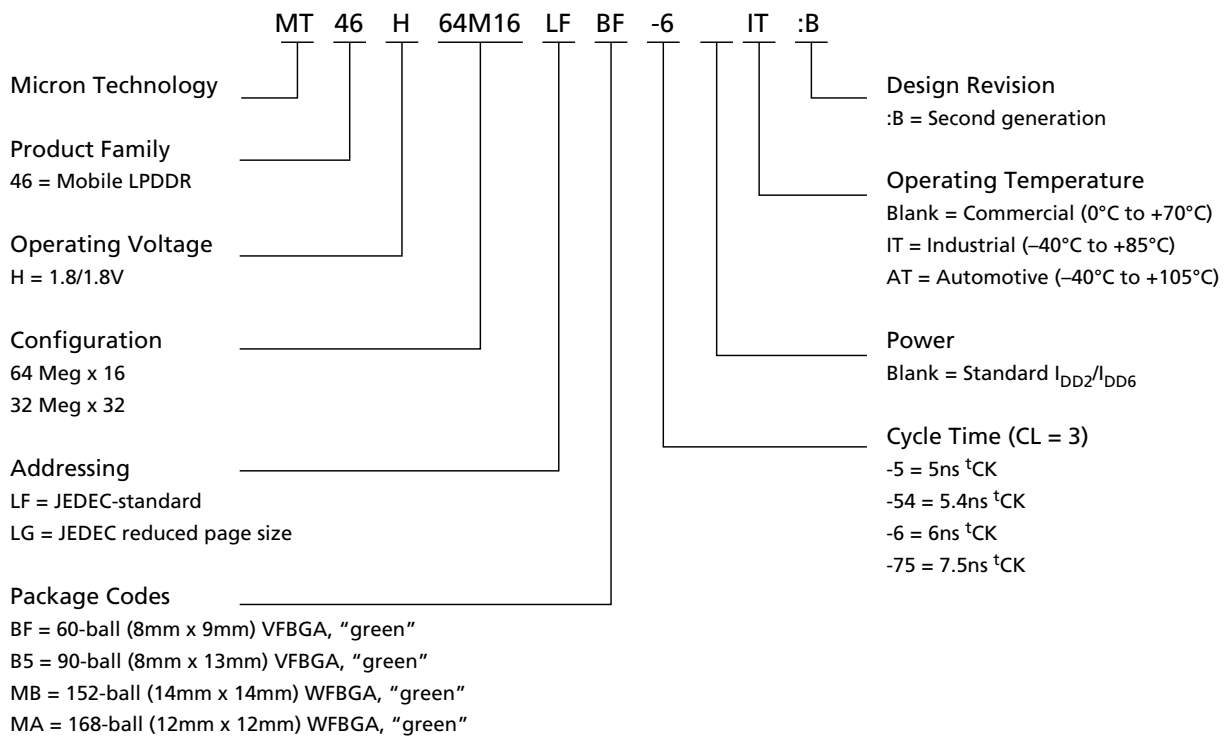 MT 46 H 64M16 LF BF -6 IT :B
Micron Technology
Product Family
46 = Mobile LPDDR
Operating Voltage
H = 1.8/1.8V
Configuration
64 Meg x 16
32 Meg x 32
Addressing
LF = JEDEC-standard
LG = JEDEC reduced page size
Package Codes
BF = 60-ball (8mm x 9mm) VFBGA, “green”
B5 = 90-ball (8mm x 13mm) VFBGA, “green”
MB = 152-ball (14mm x 14mm) WFBGA, “green”
MA = 168-ball (12mm x 12mm) WFBGA, “green”
Design Revision
:B = Second generation
Operating Temperature
Blank = Commercial (0°C to +70°C)
IT = Industrial (–40°C to +85°C)
AT = Automotive (–40°C to +105°C)
Power
Blank = Standard IDD2/IDD6
Cycle Time (CL = 3)
-5 = 5ns tCK
-54 = 5.4ns tCK
-6 = 6ns tCK
-75 = 7.5ns tCK